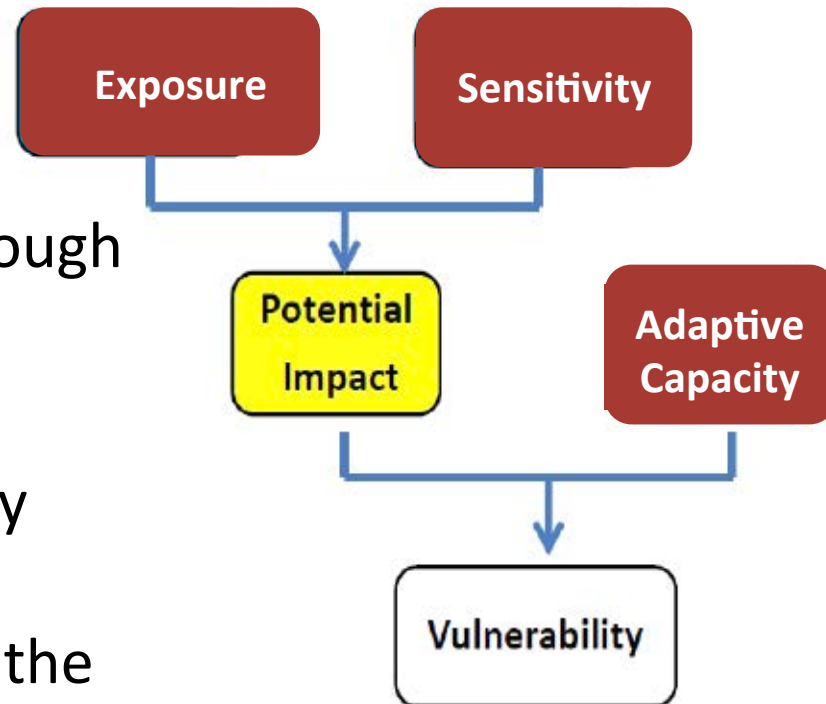 Exposure
Sensitivity
ough
Potential
Impact
Adaptive
Capacity
y
Vulnerability
the